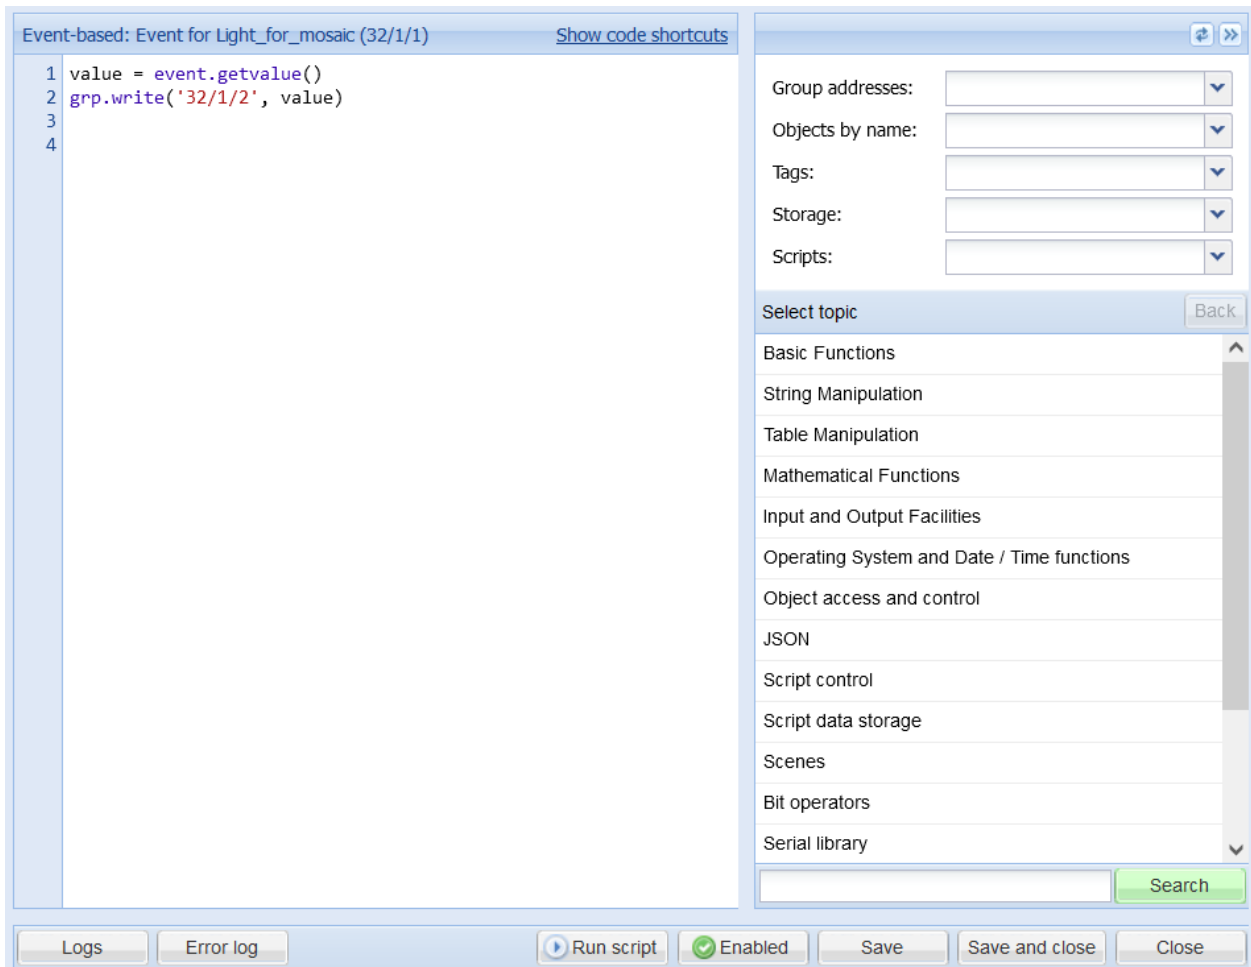 Event-based: Event for Light_for_mosaic (32/1/1) Show code shortcuts
1 value = event.getvalue()
2 grp.write('32/1/2', value)
3
4
Group addresses:
Objects by name:
Tags:
Storage:
Scripts:
Select topic Back
Basic Functions
String Manipulation
Table Manipulation
Mathematical Functions
Input and Output Facilities
Operating System and Date / Time functions
Object access and control
JSON
Script control
Script data storage
Scenes
Bit operators
Serial library
Search
Logs Error log Run script Enabled Save Save and close Close